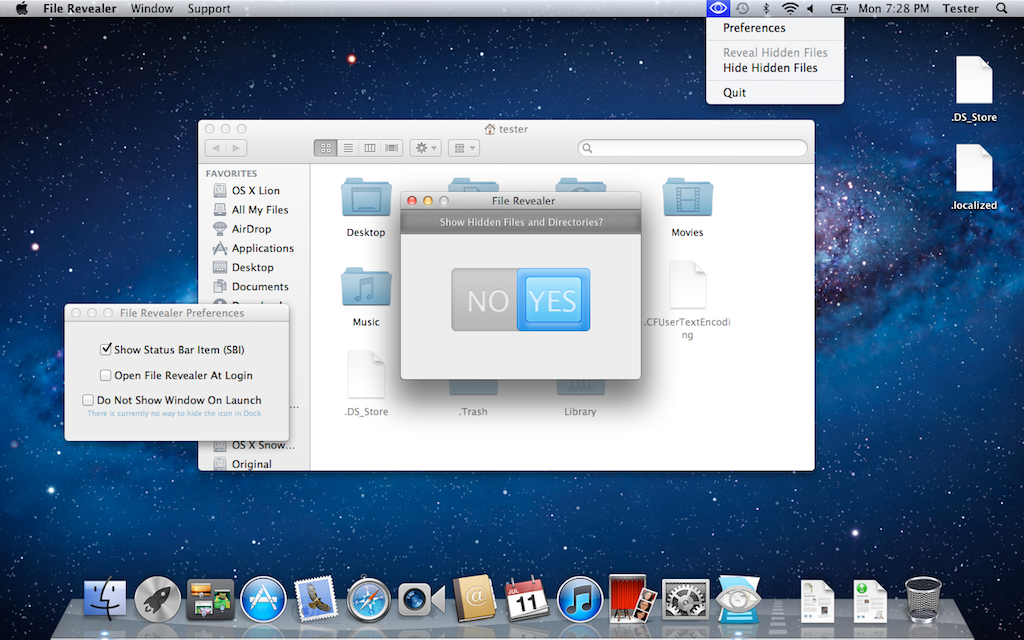 File Revealer Window Support Mon 7:28 PM Tester
Preferences
Reveal Hidden Files
Hide Hidden Files
Quit
.DS_Store
.localized
tester
FAVORITES
OS X Lion
All My Files
AirDrop
Applications
Desktop
Documents
OS X Snow...
Original
Desktop
Movies
Music
.CFUserTextEncodi
ng
.DS_Store
.Trash
Library
File Revealer
Show Hidden Files and Directories?
NO YES
File Revealer Preferences
Show Status Bar Item (SBI)
Open File Revealer At Login
Do Not Show Window On Launch
There is currently no way to hide the icon in Dock
JUL
11